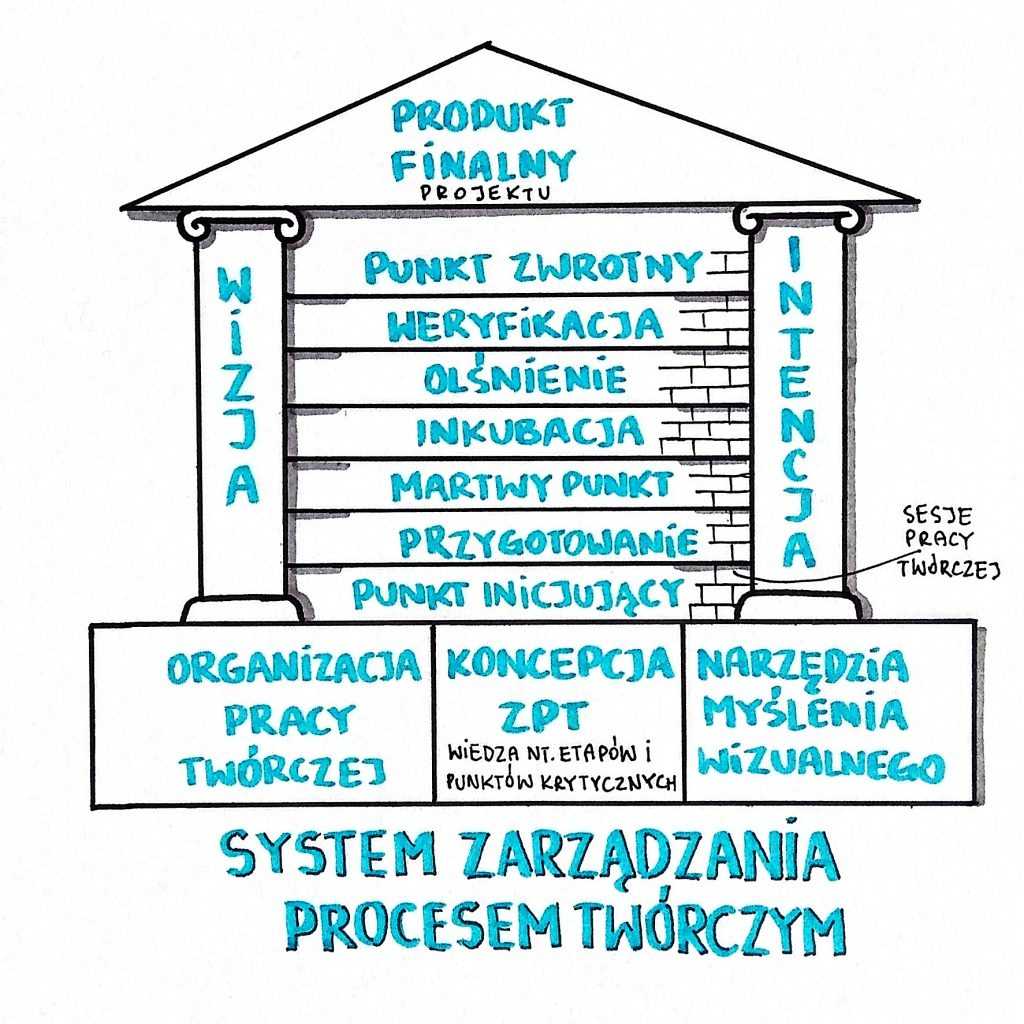 PRODUKT
FINALNY
PROJEKTU
WIZJA
PUNKT ZWROTNY
WERYFIKACJA
OLŚNIENIE
INKUBACJA
MARTWY PUNKT
PRZYGOTOWANIE
PUNKT INICJUJĄCY
INTENCJA
SESJE
PRACY
TWÓRCZEJ
ORGANIZACJA
PRACY
TWÓRCZEJ
KONCEPCJA
ZPT
WIEDZA NT. ETAPÓW I
PUNKTÓW KRYTYCZNYCH
NARZĘDZIA
MYŚLENIA
WIZUALNEGO
SYSTEM ZARZĄDZANIA
PROCESEM TWÓRCZYM